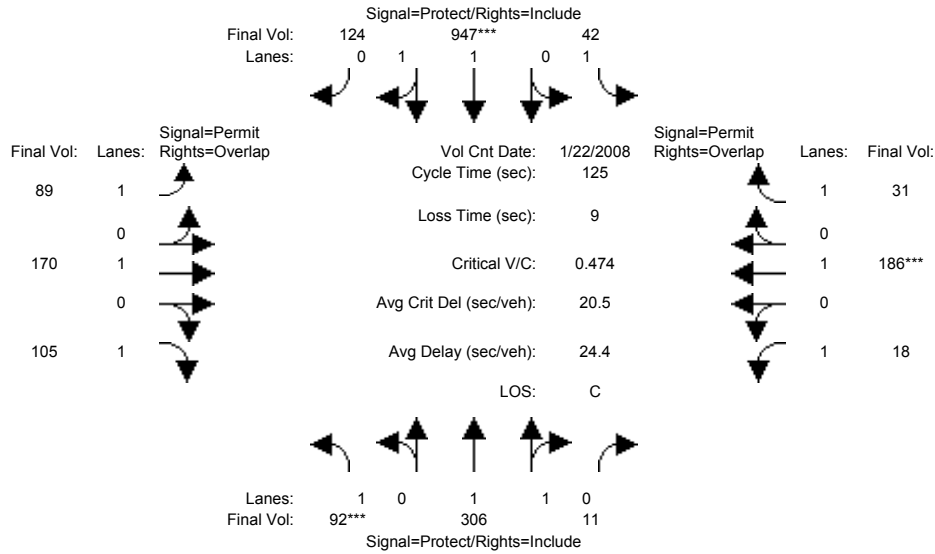 Signal=Protect/Rights=Include
Final Vol: 124 947*** 42
Lanes: 0 1 1 0 1
Signal=Permit
Final Vol: Lanes: Rights=Overlap
Vol Cnt Date: 1/22/2008
Signal=Permit
Rights=Overlap Lanes: Final Vol:
Cycle Time (sec): 125
89 1
1 31
Loss Time (sec): 9
0
0
170 1
Critical V/C: 0.474
1 186***
0
Avg Crit Del (sec/veh): 20.5
0
105 1
Avg Delay (sec/veh): 24.4
1 18
LOS: C
Lanes: 1 0 1 1 0
Final Vol: 92*** 306 11
Signal=Protect/Rights=Include